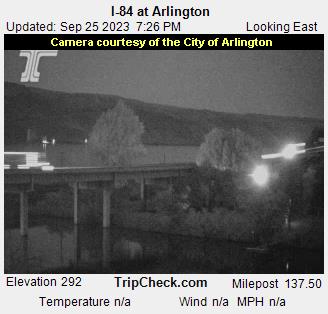 I-84 at Arlington
Updated: Sep 25 2023 7:26 PM Looking East
Camera courtesy of the City of Arlington
Elevation 292 TripCheck.com Milepost 137.50
Temperature n/a Wind n/a MPH n/a